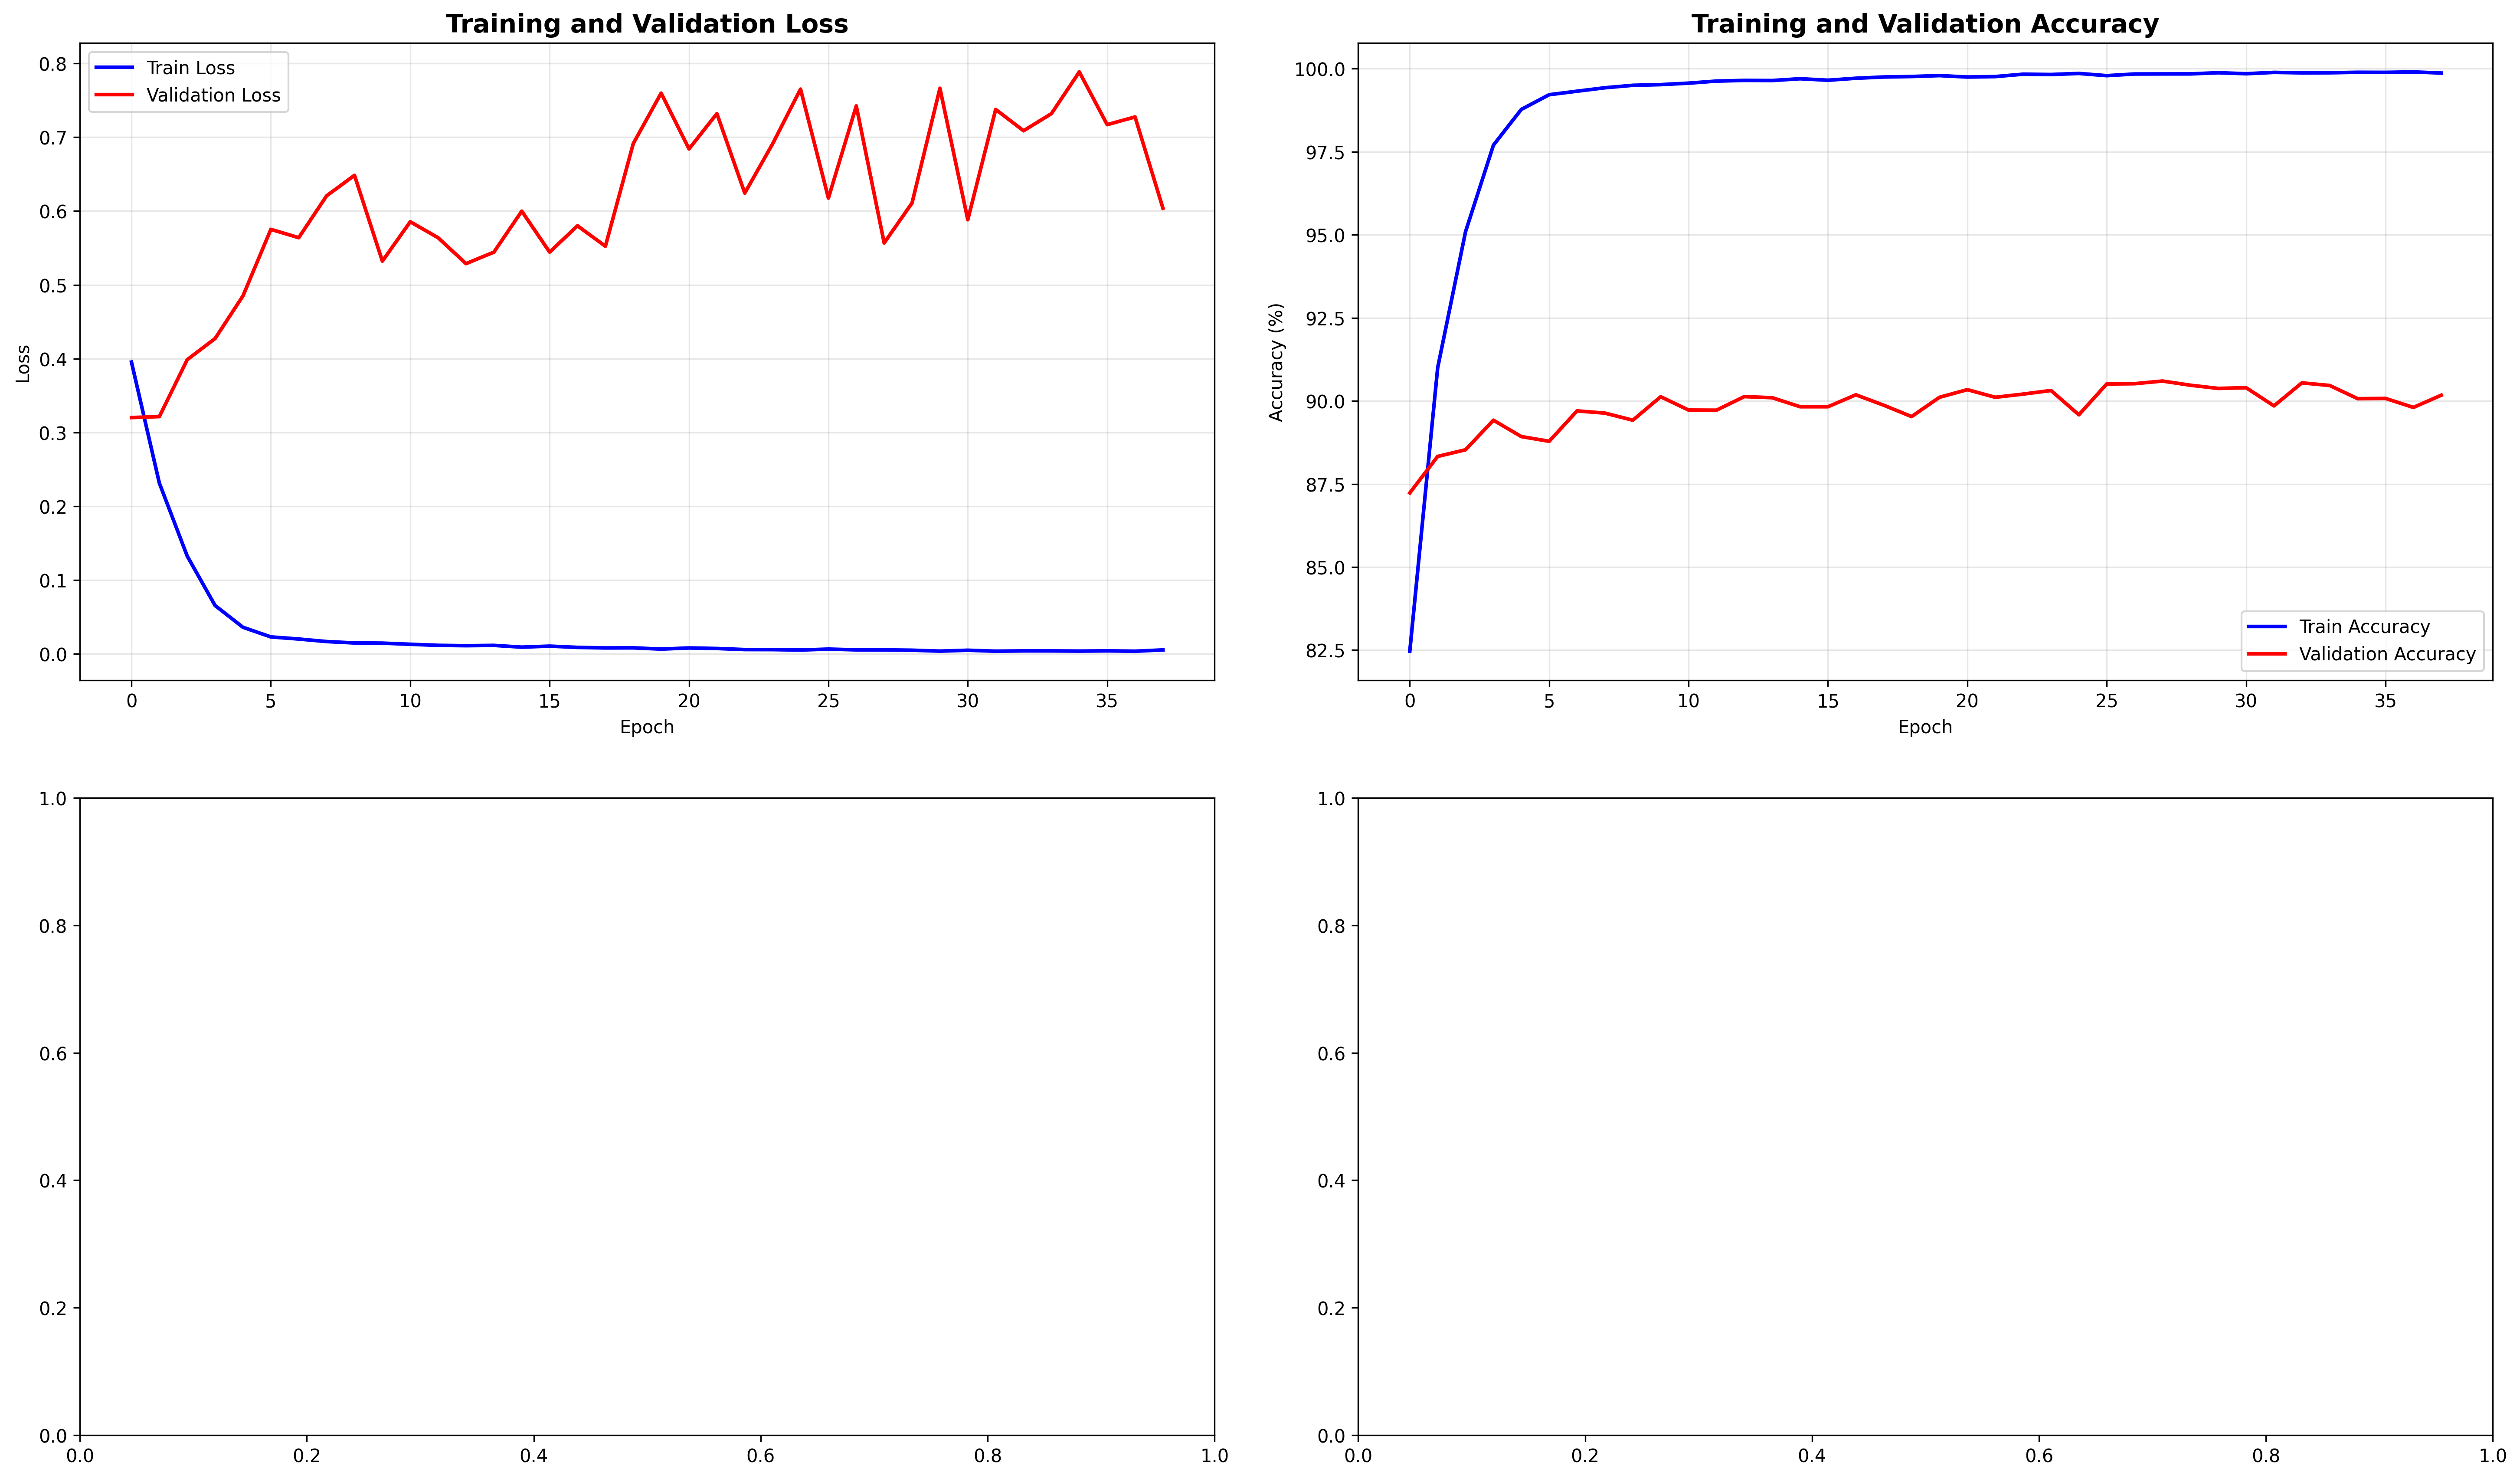 Training and Validation Loss
Train Loss
Validation Loss
0.8
0.7
0.6
0.5
0.4
0.3
0.2
0.1
0.0
Loss
0 5 10 15 20 25 30 35
Epoch
Training and Validation Accuracy
100.0
97.5
95.0
92.5
90.0
87.5
85.0
82.5
Accuracy (%)
Train Accuracy
Validation Accuracy
0 5 10 15 20 25 30 35
Epoch
1.0
0.8
0.6
0.4
0.2
0.0
0.0 0.2 0.4 0.6 0.8 1.0
1.0
0.8
0.6
0.4
0.2
0.0
0.0 0.2 0.4 0.6 0.8 1.0